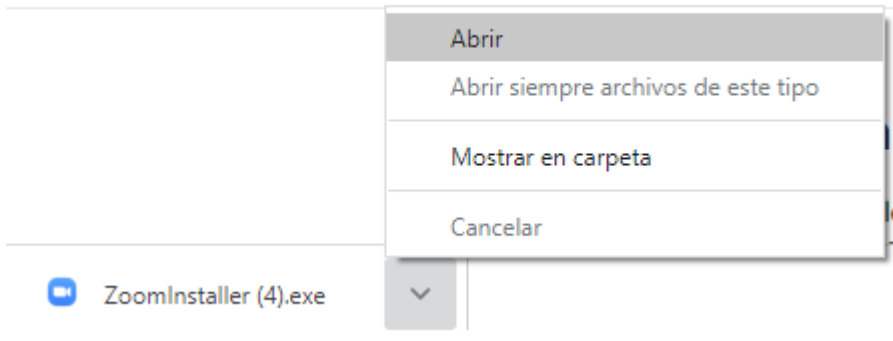 Abrir
Abrir siempre archivos de este tipo
Mostrar en carpeta
Cancelar
ZoomInstaller (4).exe